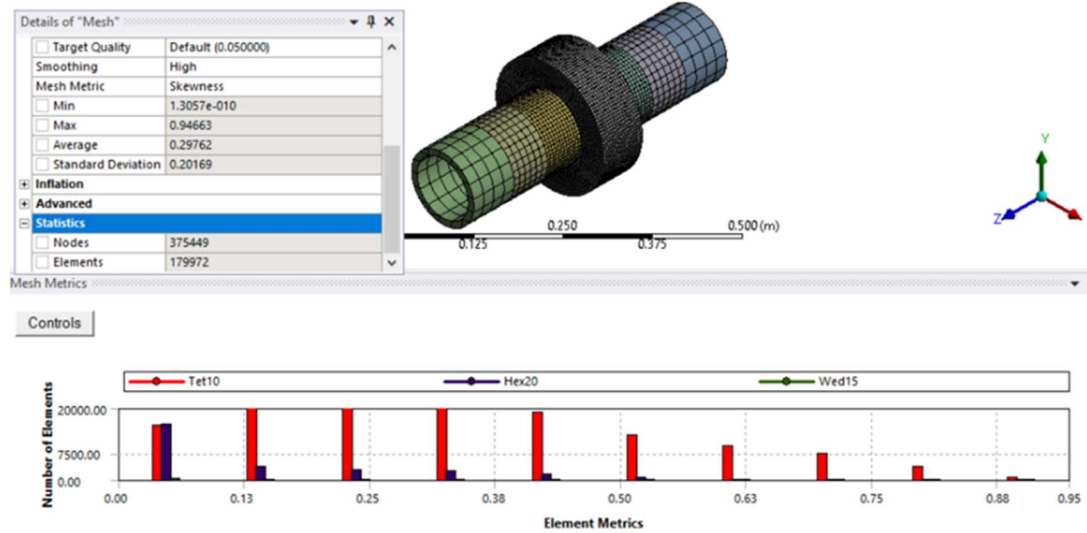 Details of "Mesh"
Target Quality Default (0.050000)
Smoothing High
Mesh Metric Skewness
Min 1.3057e-010
Max 0.94663
Average 0.29762
Standard Deviation 0.20169
Inflation
Advanced
Statistics
Nodes 375449
Elements 179972
0.125 0.250 0.375 0.500 (m)
Y
Z
Mesh Metrics
Controls
Tet10 Hex20 Wed15
Number of Elements
20000.00
7500.00
0.00
0.00 0.13 0.25 0.38 0.50 0.63 0.75 0.88 0.95
Element Metrics